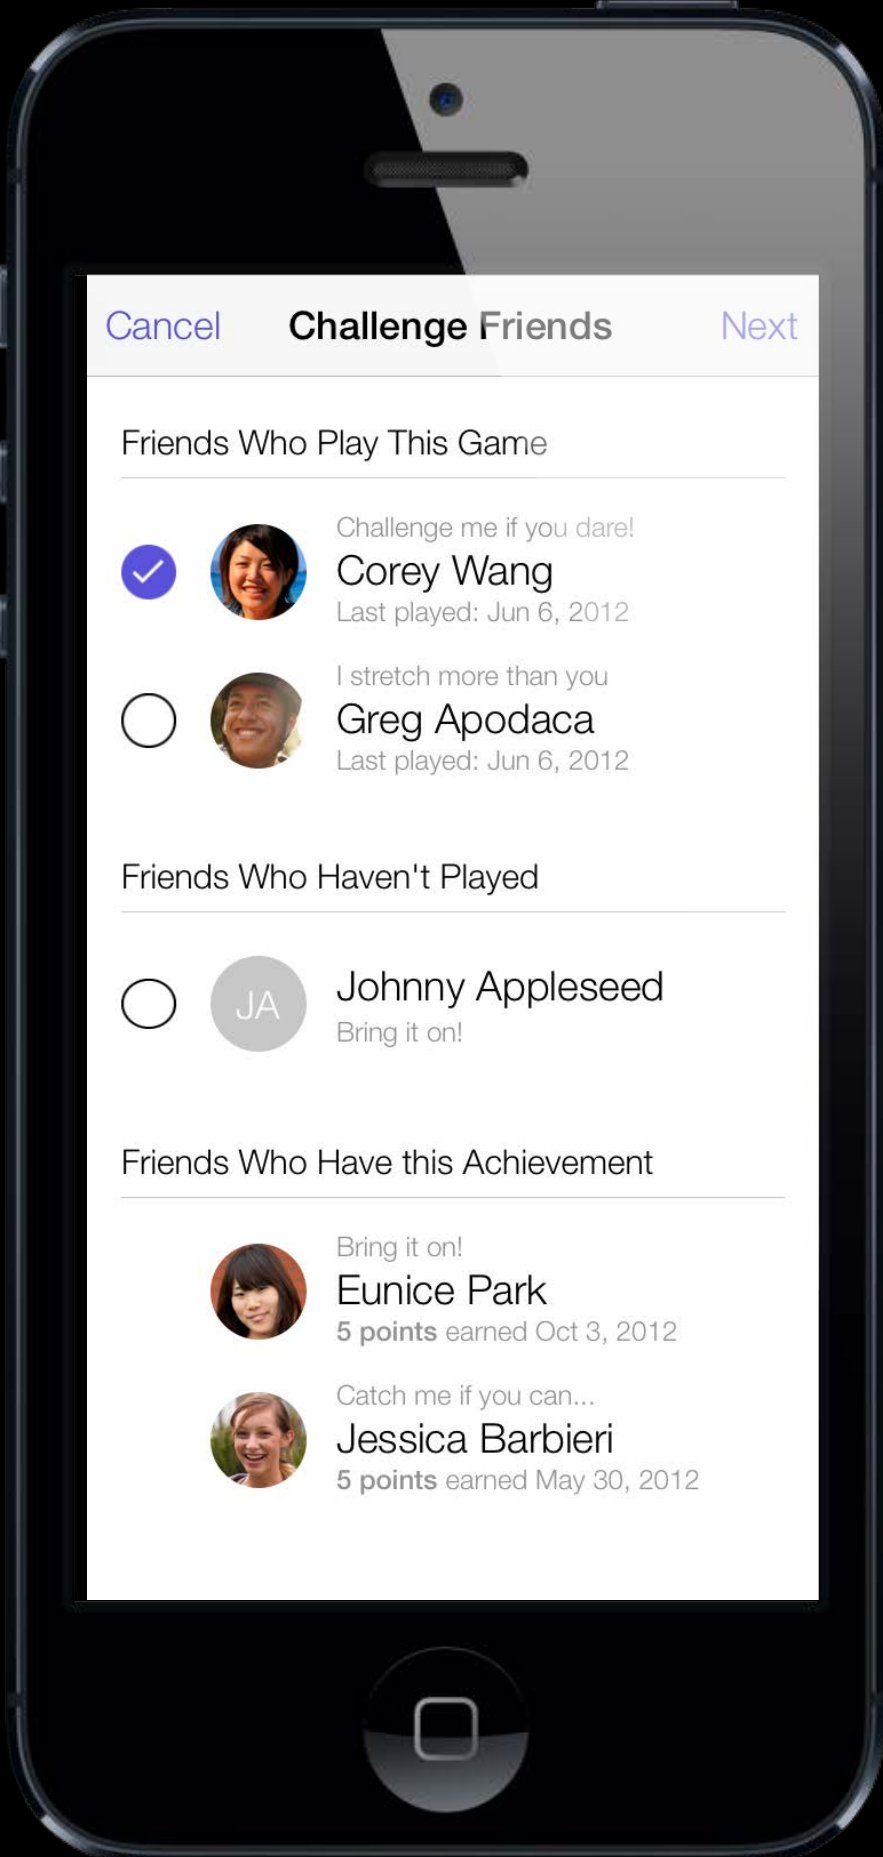 Cancel Challenge Friends Next
Friends Who Play This Game
Challenge me if you dare!
Corey Wang
Last played: Jun 6, 2012
I stretch more than you
Greg Apodaca
Last played: Jun 6, 2012
Friends Who Haven't Played
JA
Johnny Appleseed
Bring it on!
Friends Who Have this Achievement
Bring it on!
Eunice Park
5 points earned Oct 3, 2012
Catch me if you can...
Jessica Barbieri
5 points earned May 30, 2012